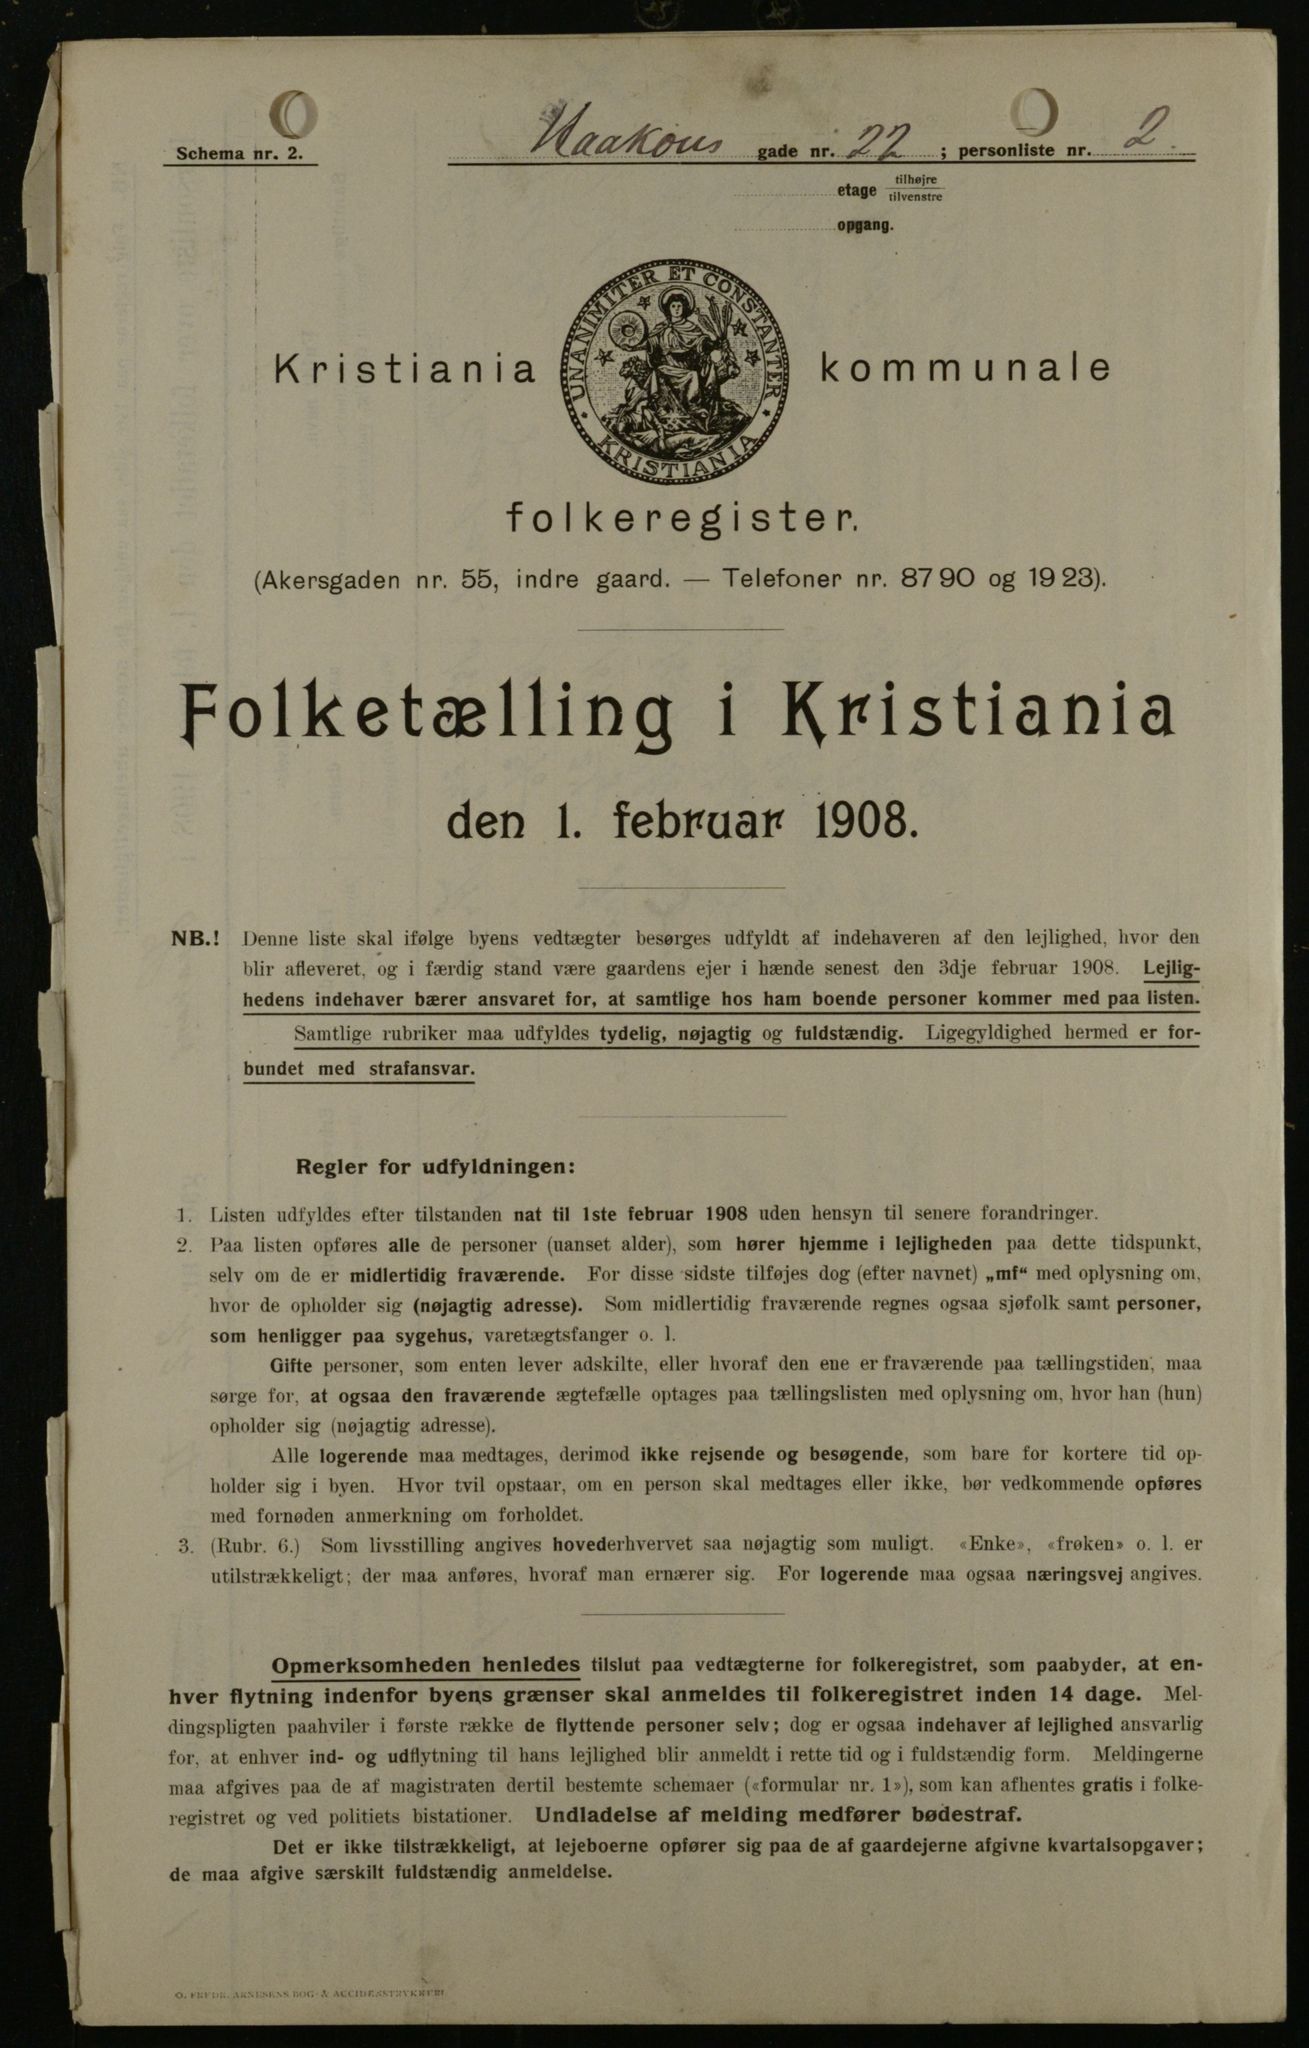 Schema nr. 2.
Haakons gade nr. 22 ; personliste nr. 2.
etage tilhøjre
tilvenstre
opgang.
UNANIMITER ET CONSTANTER
KRISTIANIA
Kristiania kommunale
folkeregister.
(Akersgaden nr. 55, indre gaard. — Telefoner nr. 87 90 og 19 23).
Folketælling i Kristiania
den 1. februar 1908.
NB.! Denne liste skal ifølge byens vedtægter besørges udfyldt af indehaveren af den lejlighed, hvor den
blir afleveret, og i færdig stand være gaardens ejer i hænde senest den 3dje februar 1908. Lejlig-
hedens indehaver bærer ansvaret for, at samtlige hos ham boende personer kommer med paa listen.
Samtlige rubriker maa udfyldes tydelig, nøjagtig og fuldstændig. Ligegyldighed hermed er for-
bundet med strafansvar.
Regler for udfyldningen:
1. Listen udfyldes efter tilstanden nat til 1ste februar 1908 uden hensyn til senere forandringer.
2. Paa listen opføres alle de personer (uanset alder), som hører hjemme i lejligheden paa dette tidspunkt,
selv om de er midlertidig fraværende. For disse sidste tilføjes dog (efter navnet) „mf“ med oplysning om,
hvor de opholder sig (nøjagtig adresse). Som midlertidig fraværende regnes ogsaa sjøfolk samt personer,
som henligger paa sygehus, varetægtsfanger o. l.
Gifte personer, som enten lever adskilte, eller hvoraf den ene er fraværende paa tællingstiden, maa
sørge for, at ogsaa den fraværende ægtefælle optages paa tællingslisten med oplysning om, hvor han (hun)
opholder sig (nøjagtig adresse).
Alle logerende maa medtages, derimod ikke rejsende og besøgende, som bare for kortere tid op-
holder sig i byen. Hvor tvil opstaar, om en person skal medtages eller ikke, bør vedkommende opføres
med fornøden anmerkning om forholdet.
3. (Rubr. 6.) Som livsstilling angives hovederhvervet saa nøjagtig som muligt. «Enke», «frøken» o. l. er
utilstrækkeligt; der maa anføres, hvoraf man ernærer sig. For logerende maa ogsaa næringsvej angives.
Opmerksomheden henledes tilslut paa vedtægterne for folkeregistret, som paabyder, at en-
hver flytning indenfor byens grænser skal anmeldes til folkeregistret inden 14 dage. Mel-
dingspligten paahviler i første række de flyttende personer selv; dog er ogsaa indehaver af lejlighed ansvarlig
for, at enhver ind- og udflytning til hans lejlighed blir anmeldt i rette tid og i fuldstændig form. Meldingerne
maa afgives paa de af magistraten dertil bestemte schemaer («formular nr. 1»), som kan afhentes gratis i folke-
registret og ved politiets bistationer. Undladelse af melding medfører bødestraf.
Det er ikke tilstrækkeligt, at lejeboerne opfører sig paa de af gaardejerne afgivne kvartalsopgaver;
de maa afgive særskilt fuldstændig anmeldelse.
O. FREDR. ARNESENS BOG- & ACCIDENSTRYKKERI